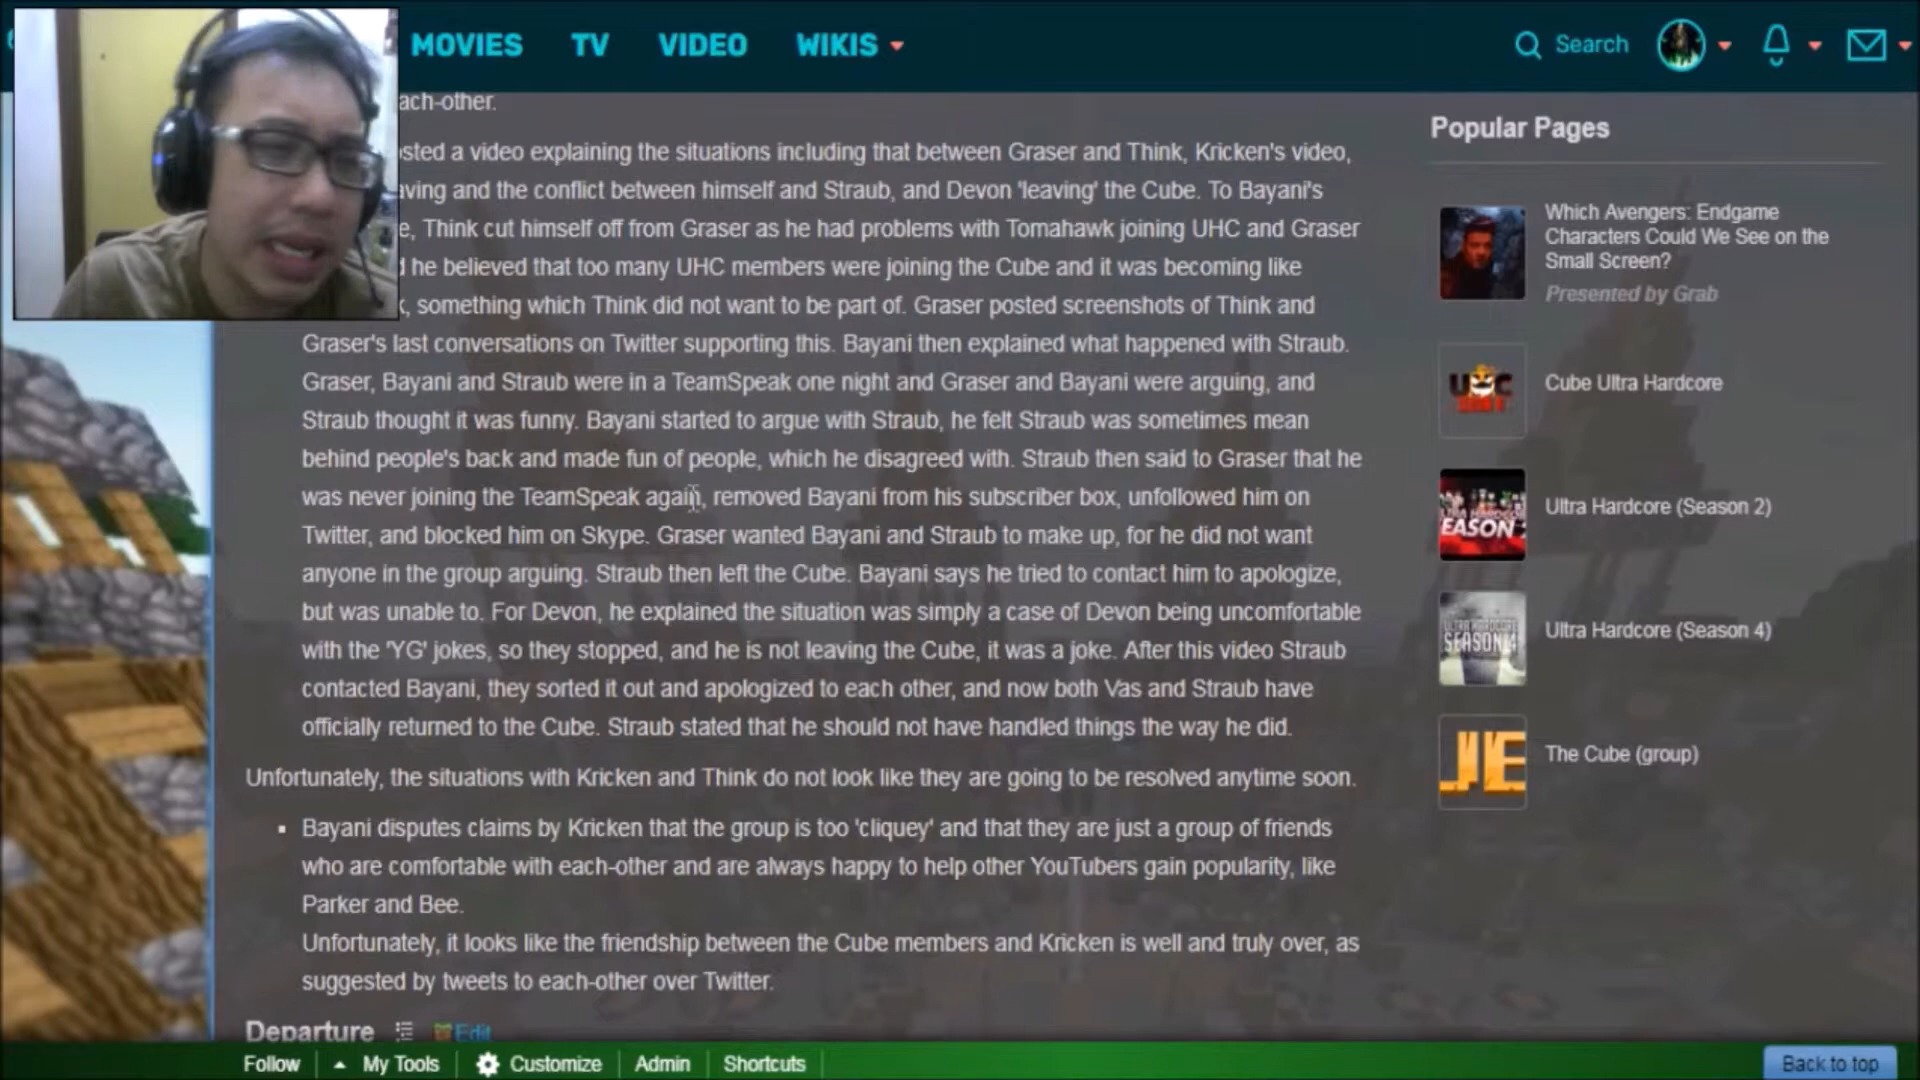 MOVIES TV VIDEO WIKIS Search
ach-other.
sted a video explaining the situations including that between Graser and Think, Kricken's video,
aving and the conflict between himself and Straub, and Devon 'leaving' the Cube. To Bayani's
e, Think cut himself off from Graser as he had problems with Tomahawk joining UHC and Graser
he believed that too many UHC members were joining the Cube and it was becoming like
, something which Think did not want to be part of. Graser posted screenshots of Think and
Graser's last conversations on Twitter supporting this. Bayani then explained what happened with Straub.
Graser, Bayani and Straub were in a TeamSpeak one night and Graser and Bayani were arguing, and
Straub thought it was funny. Bayani started to argue with Straub, he felt Straub was sometimes mean
behind people's back and made fun of people, which he disagreed with. Straub then said to Graser that he
was never joining the TeamSpeak again, removed Bayani from his subscriber box, unfollowed him on
Twitter, and blocked him on Skype. Graser wanted Bayani and Straub to make up, for he did not want
anyone in the group arguing. Straub then left the Cube. Bayani says he tried to contact him to apologize,
but was unable to. For Devon, he explained the situation was simply a case of Devon being uncomfortable
with the 'YG' jokes, so they stopped, and he is not leaving the Cube, it was a joke. After this video Straub
contacted Bayani, they sorted it out and apologized to each other, and now both Vas and Straub have
officially returned to the Cube. Straub stated that he should not have handled things the way he did.
Unfortunately, the situations with Kricken and Think do not look like they are going to be resolved anytime soon.
▪ Bayani disputes claims by Kricken that the group is too 'cliquey' and that they are just a group of friends
who are comfortable with each-other and are always happy to help other YouTubers gain popularity, like
Parker and Bee.
Unfortunately, it looks like the friendship between the Cube members and Kricken is well and truly over, as
suggested by tweets to each-other over Twitter.
Departure Edit
Popular Pages
Which Avengers: Endgame
Characters Could We See on the
Small Screen?
Presented by Grab
Cube Ultra Hardcore
EASON
Ultra Hardcore (Season 2)
ULTRA HARDCORE
SEASON 4
Ultra Hardcore (Season 4)
The Cube (group)
Follow My Tools Customize Admin Shortcuts Back to top